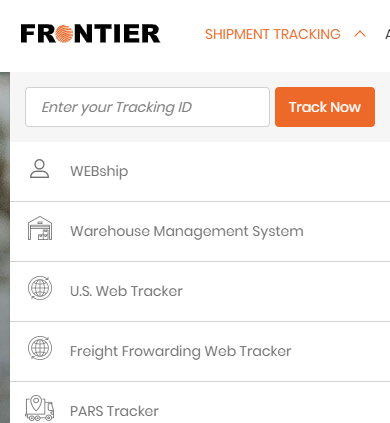 FRONTIER
SHIPMENT TRACKING
Enter your Tracking ID
Track Now
WEBship
Warehouse Management System
U.S. Web Tracker
Freight Frowarding Web Tracker
PARS Tracker